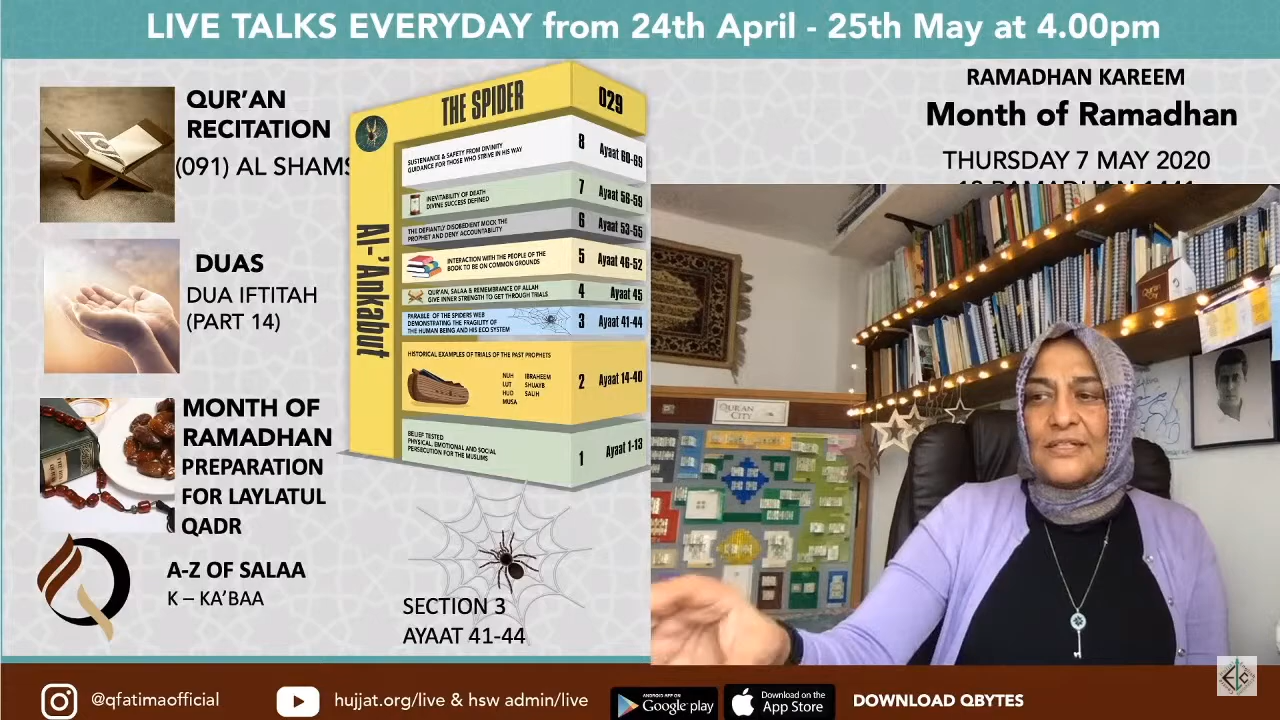 LIVE TALKS EVERYDAY from 24th April - 25th May at 4.00pm
QUR'AN
RECITATION
(091) AL SHAMS
DUAS
DUA IFTITAH
(PART 14)
MONTH OF
RAMADHAN
PREPARATION
FOR LAYLATUL
QADR
A-Z OF SALAA
K – KA'BAA
THE SPIDER
029
Al-'Ankabut
SUSTENANCE & SAFETY FROM DIVINITY
GUIDANCE FOR THOSE WHO STRIVE IN HIS WAY
8 Ayaat 60-69
INEVITABILITY OF DEATH
DIVINE SUCCESS DEFINED
7 Ayaat 56-59
THE DEFIANTLY DISOBEDIENT MOCK THE
PROPHET AND DENY ACCOUNTABILITY
6 Ayaat 53-55
INTERACTION WITH THE PEOPLE OF THE
BOOK TO BE ON COMMON GROUNDS
5 Ayaat 46-52
QUR'AN, SALAA & REMEMBRANCE OF ALLAH
GIVE INNER STRENGTH TO GET THROUGH TRIALS
4 Ayaat 45
PARABLE OF THE SPIDERS WEB
DEMONSTRATING THE FRAGILITY OF
THE HUMAN BEING AND HIS ECO SYSTEM
3 Ayaat 41-44
HISTORICAL EXAMPLES OF TRIALS OF THE PAST PROPHETS
NUH IBRAHEEM
LUT SHUAYB
HUD SALIH
MUSA
2 Ayaat 14-40
BELIEF TESTED
PHYSICAL, EMOTIONAL AND SOCIAL
PERSECUTION FOR THE MUSLIMS
1 Ayaat 1-13
SECTION 3
AYAAT 41-44
RAMADHAN KAREEM
Month of Ramadhan
THURSDAY 7 MAY 2020
QUR'AN
CITY
@qfatimaofficial
hujjat.org/live & hsw admin/live
ANDROID APP ON
Google play
Download on the
App Store
DOWNLOAD QBYTES